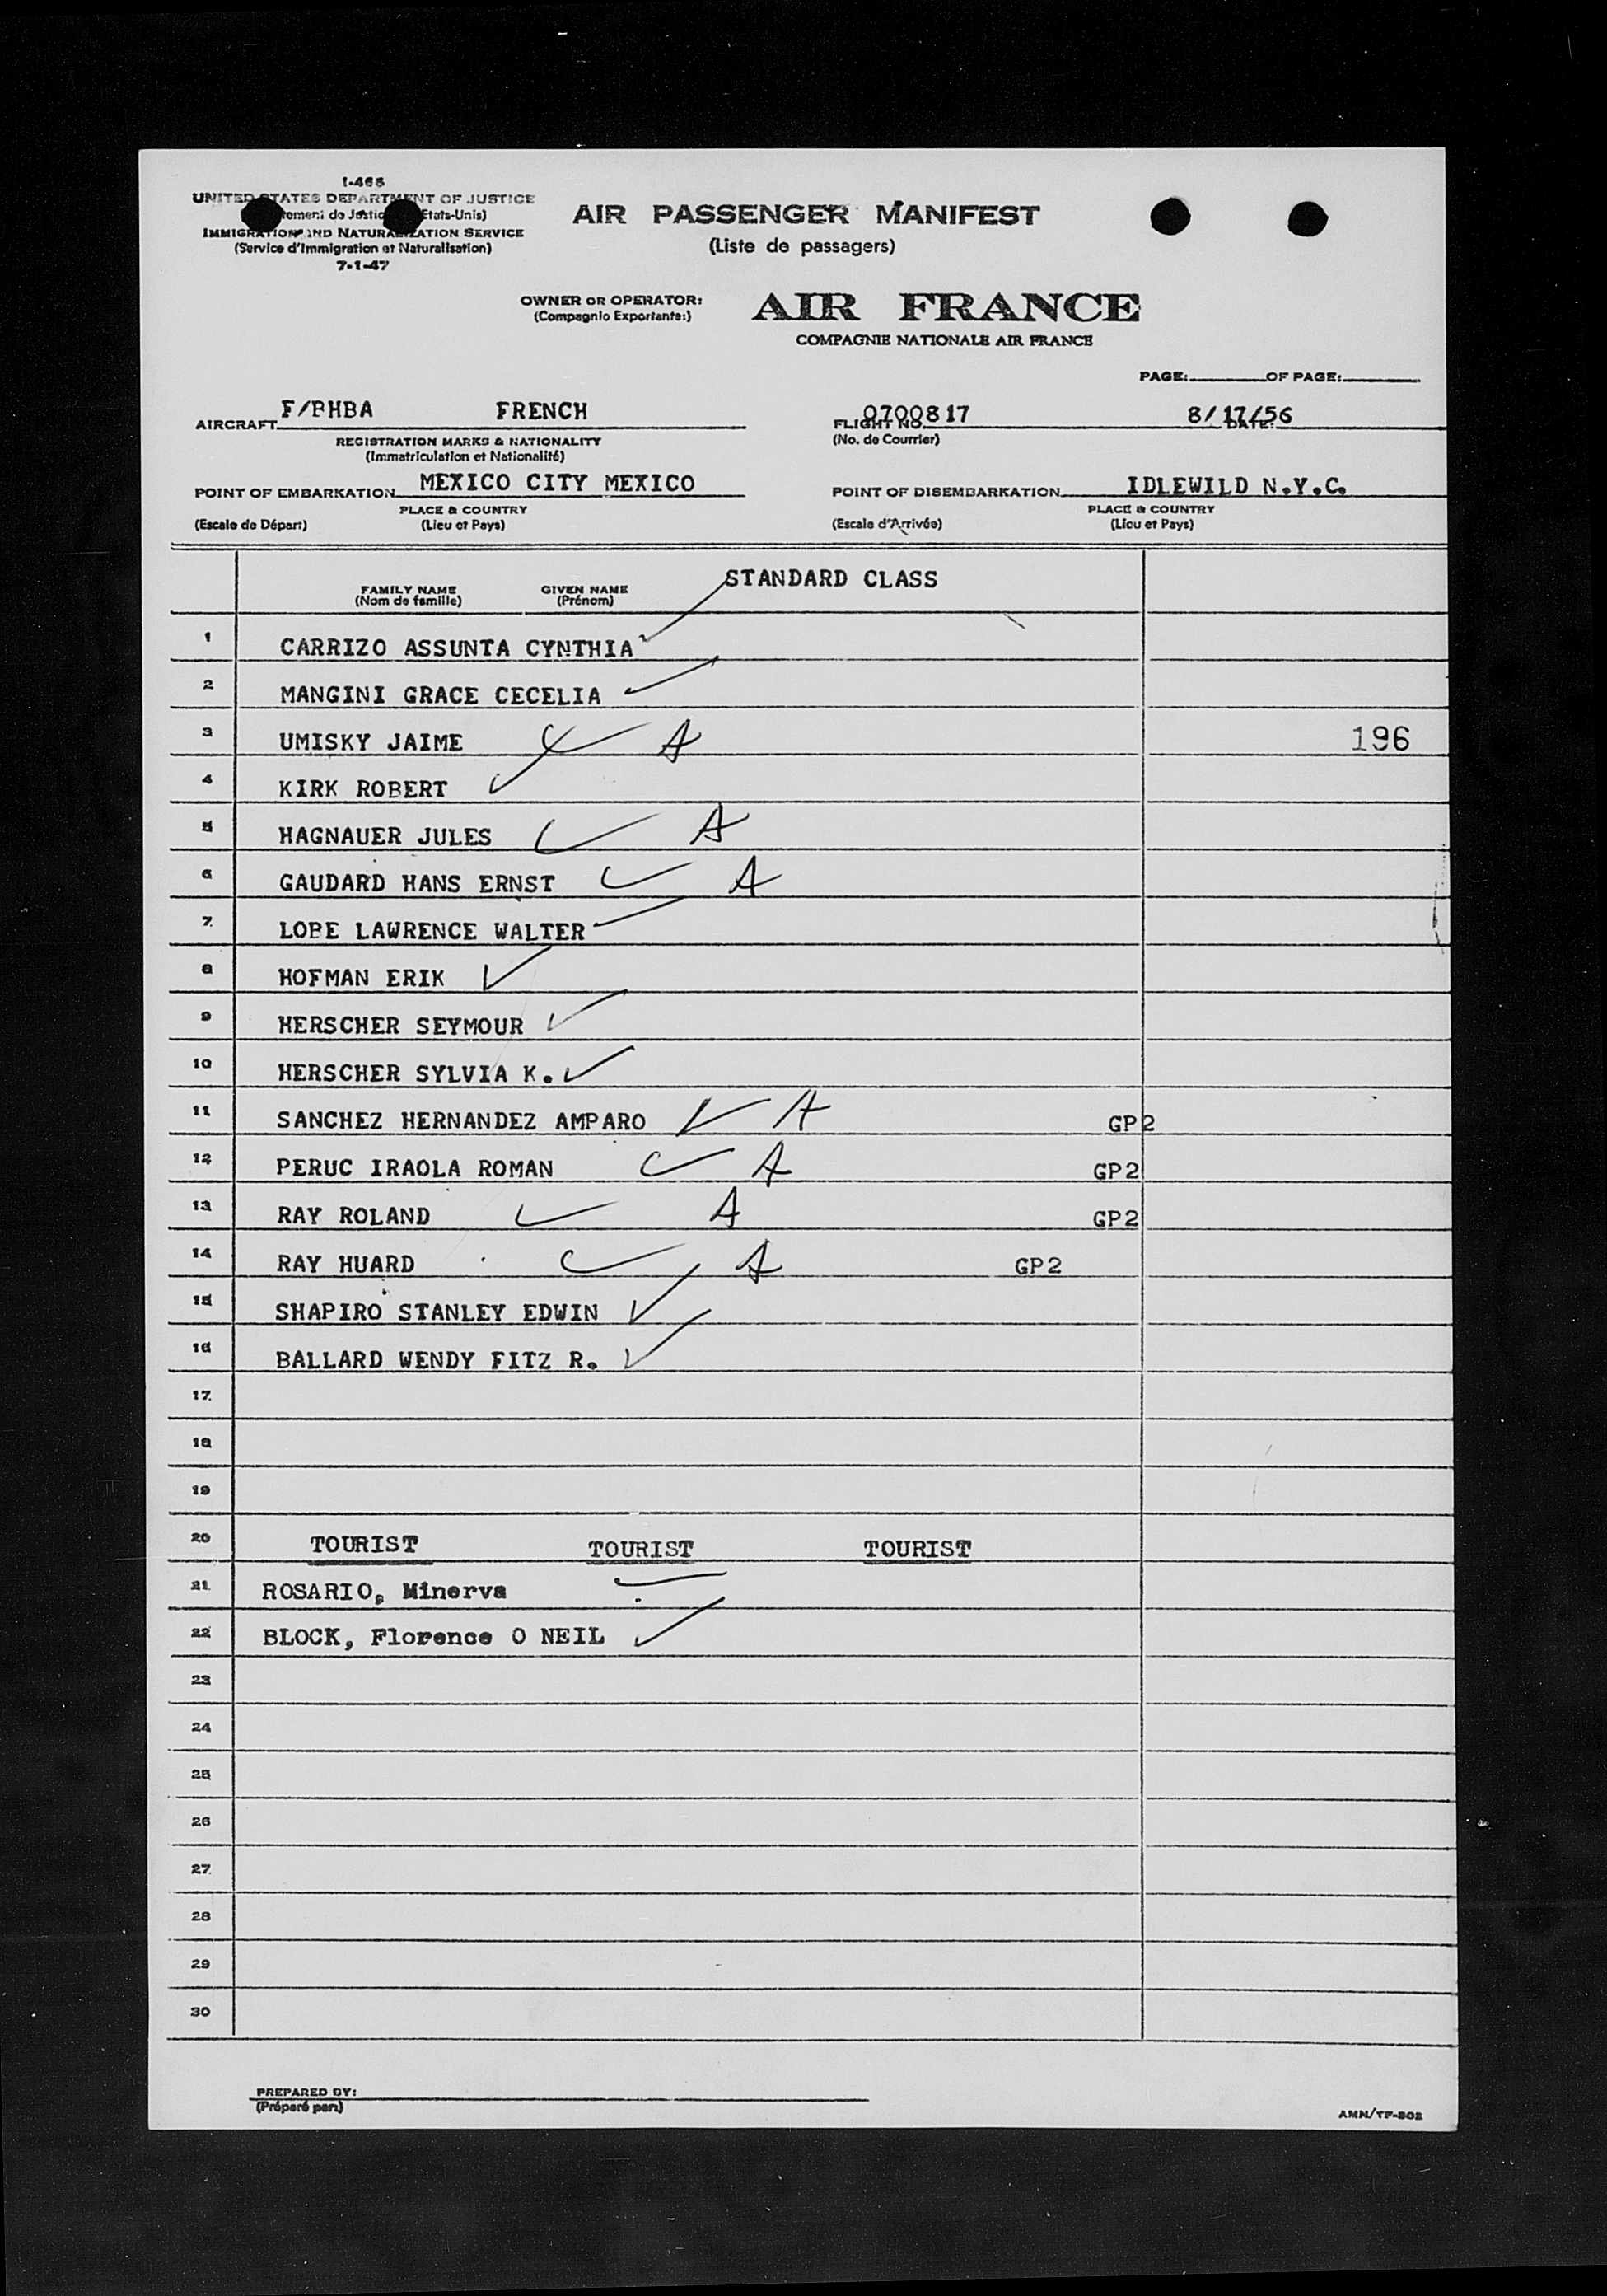 I-466
UNITED STATES DEPARTMENT OF JUSTICE
AIR PASSENGER MANIFEST
IMMIGRATION AND NATURALIZATION SERVICE
(Service d'Immigration et Naturalisation)
(Liste de passagers)
7-1-47
OWNER OR OPERATOR:
(Compagnie Exportante:)
AIR FRANCE
COMPAGNIE NATIONALE AIR FRANCE
PAGE: OF PAGE:
AIRCRAFT F/BHBA FRENCH FLIGHT NO. 0700817 DATE: 8/17/56
REGISTRATION MARKS & NATIONALITY (No. de Courrier)
(Immatriculation et Nationalité)
POINT OF EMBARKATION MEXICO CITY MEXICO POINT OF DISEMBARKATION IDLEWILD N.Y.C.
PLACE & COUNTRY PLACE & COUNTRY
(Escale de Départ) (Lieu et Pays) (Escale d'Arrivée) (Lieu et Pays)
STANDARD CLASS
FAMILY NAME GIVEN NAME
(Nom de famille) (Prénom)
1 CARRIZO ASSUNTA CYNTHIA
2 MANGINI GRACE CECELIA
3 UMISKY JAIME A 196
4 KIRK ROBERT
5 HAGNAUER JULES A
6 GAUDARD HANS ERNST A
7 LOBE LAWRENCE WALTER
8 HOFMAN ERIK
9 HERSCHER SEYMOUR
10 HERSCHER SYLVIA K.
11 SANCHEZ HERNANDEZ AMPARO A GP2
12 PERUC IRAOLA ROMAN A GP2
13 RAY ROLAND A GP2
14 RAY HUARD A GP2
15 SHAPIRO STANLEY EDWIN
16 BALLARD WENDY FITZ R.
17
18
19
20 TOURIST TOURIST TOURIST
21 ROSARIO, Minerva
22 BLOCK, Florence O NEIL
23
24
25
26
27
28
29
30
PREPARED BY:
(Préparé par:)
AMN/TF-802